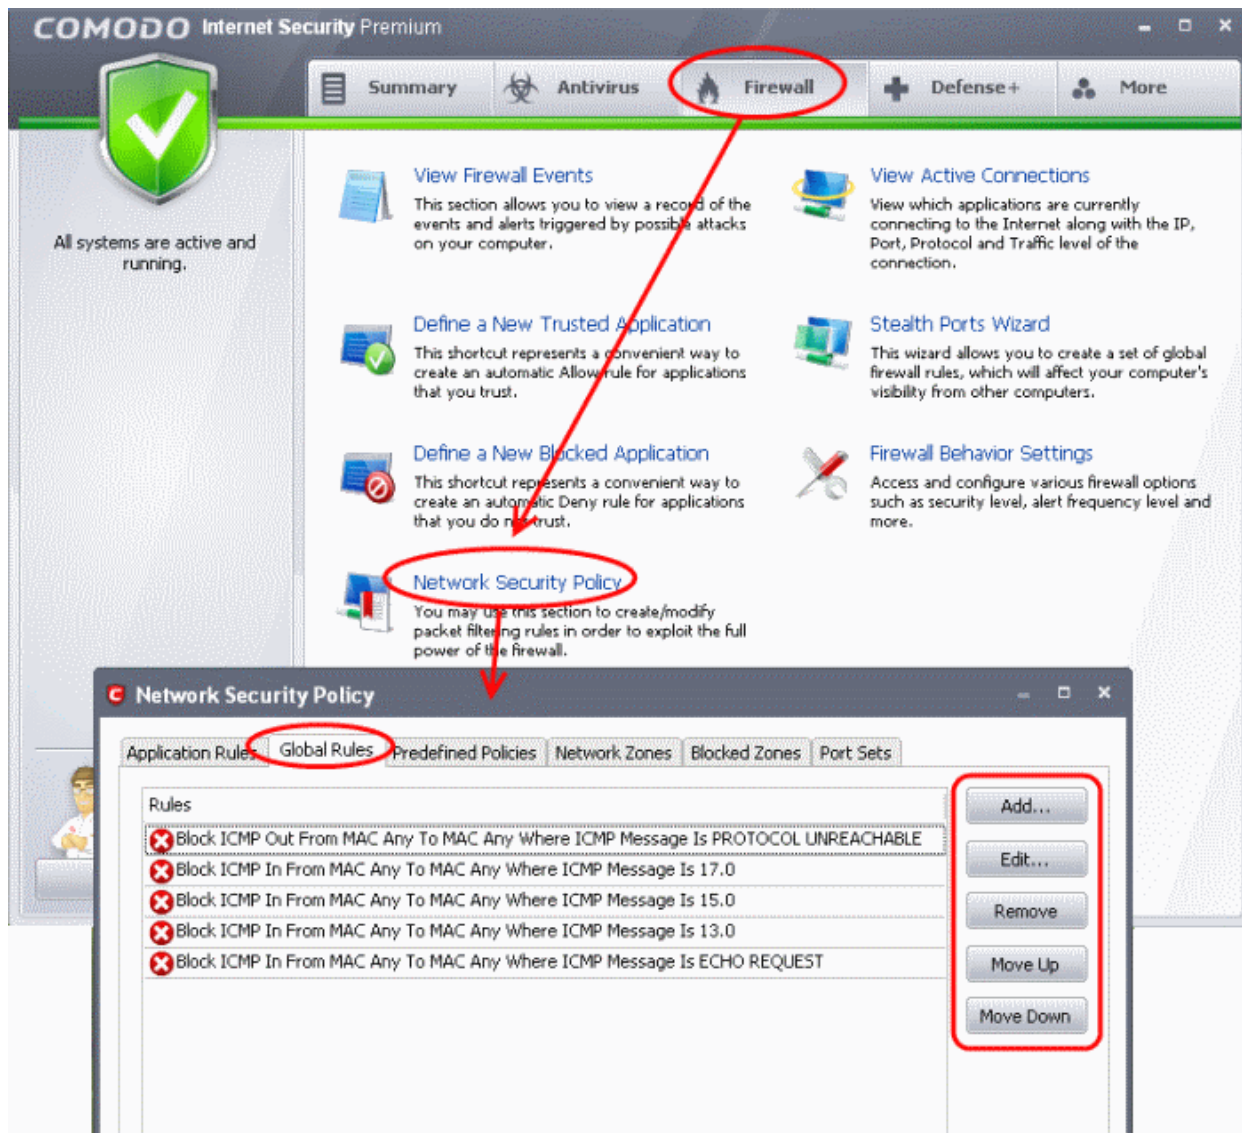 COMODO Internet Security Premium
Summary
Antivirus
Firewall
Defense+
More
All systems are active and
running.
View Firewall Events
This section allows you to view a record of the
events and alerts triggered by possible attacks
on your computer.
View Active Connections
View which applications are currently
connecting to the Internet along with the IP,
Port, Protocol and Traffic level of the
connection.
Define a New Trusted Application
This shortcut represents a convenient way to
create an automatic Allow rule for applications
that you trust.
Stealth Ports Wizard
This wizard allows you to create a set of global
firewall rules, which will affect your computer's
visibility from other computers.
Define a New Blocked Application
This shortcut represents a convenient way to
create an automatic Deny rule for applications
that you do not trust.
Firewall Behavior Settings
Access and configure various firewall options
such as security level, alert frequency level and
more.
Network Security Policy
You may use this section to create/modify
packet filtering rules in order to exploit the full
power of the firewall.
Network Security Policy
Application Rules
Global Rules
Predefined Policies
Network Zones
Blocked Zones
Port Sets
Rules
Block ICMP Out From MAC Any To MAC Any Where ICMP Message Is PROTOCOL UNREACHABLE
Block ICMP In From MAC Any To MAC Any Where ICMP Message Is 17.0
Block ICMP In From MAC Any To MAC Any Where ICMP Message Is 15.0
Block ICMP In From MAC Any To MAC Any Where ICMP Message Is 13.0
Block ICMP In From MAC Any To MAC Any Where ICMP Message Is ECHO REQUEST
Add...
Edit...
Remove
Move Up
Move Down